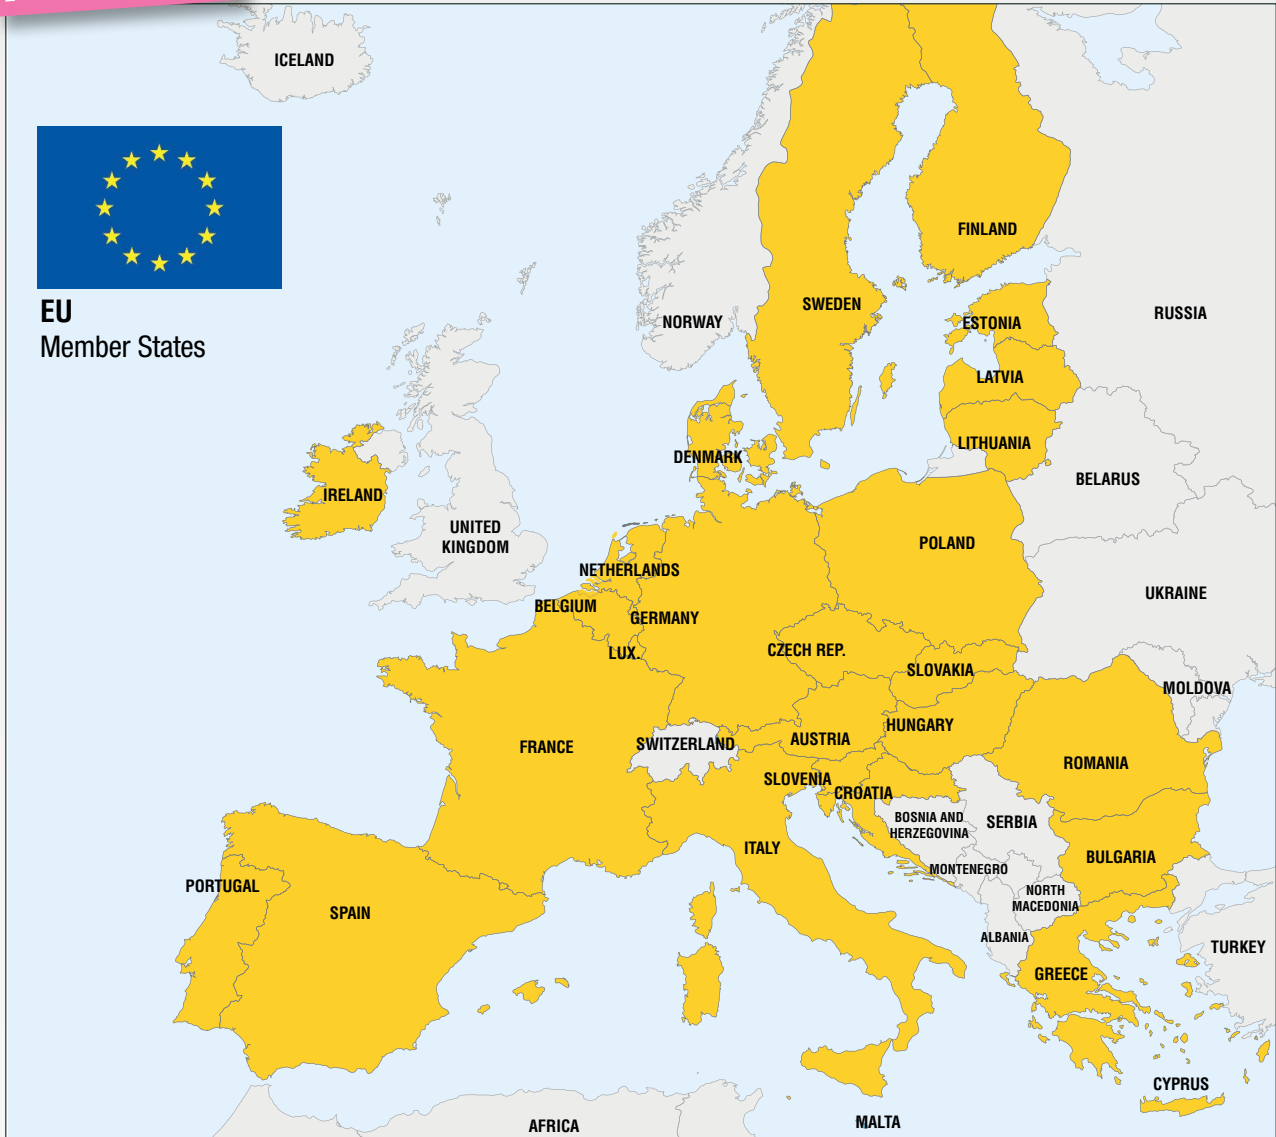 ICELAND
EU
Member States
FINLAND
SWEDEN
NORWAY
RUSSIA
ESTONIA
LATVIA
LITHUANIA
DENMARK
BELARUS
IRELAND
UNITED
KINGDOM
POLAND
NETHERLANDS
UKRAINE
BELGIUM
GERMANY
LUX.
CZECH REP.
SLOVAKIA
MOLDOVA
HUNGARY
AUSTRIA
SWITZERLAND
FRANCE
ROMANIA
SLOVENIA
CROATIA
BOSNIA AND
HERZEGOVINA
SERBIA
ITALY
BULGARIA
MONTENEGRO
PORTUGAL
NORTH
MACEDONIA
SPAIN
ALBANIA
TURKEY
GREECE
CYPRUS
MALTA
AFRICA